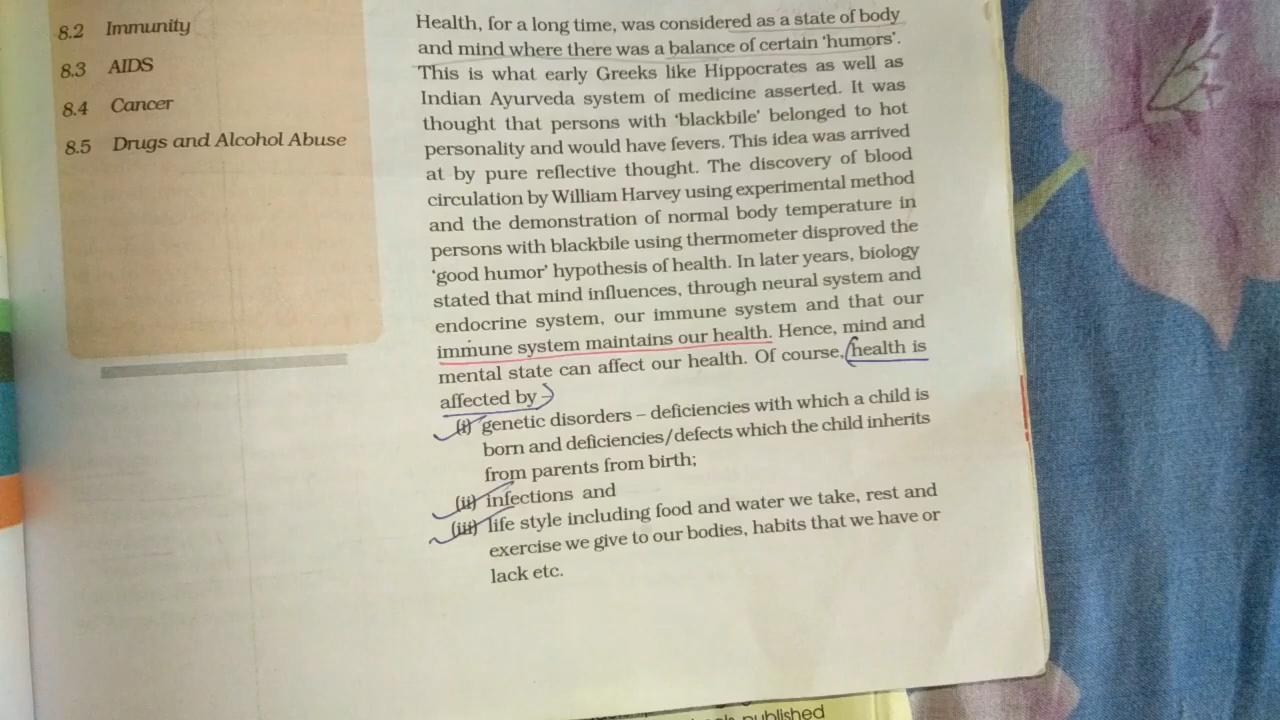 8.2 Immunity
8.3 AIDS
8.4 Cancer
8.5 Drugs and Alcohol Abuse
Health, for a long time, was considered as a state of body
and mind where there was a balance of certain 'humors'.
This is what early Greeks like Hippocrates as well as
Indian Ayurveda system of medicine asserted. It was
thought that persons with 'blackbile' belonged to hot
personality and would have fevers. This idea was arrived
at by pure reflective thought. The discovery of blood
circulation by William Harvey using experimental method
and the demonstration of normal body temperature in
persons with blackbile using thermometer disproved the
'good humor' hypothesis of health. In later years, biology
stated that mind influences, through neural system and
endocrine system, our immune system and that our
immune system maintains our health. Hence, mind and
mental state can affect our health. Of course, health is
affected by –
(i) genetic disorders – deficiencies with which a child is
born and deficiencies/defects which the child inherits
from parents from birth;
(ii) infections and
(iii) life style including food and water we take, rest and
exercise we give to our bodies, habits that we have or
lack etc.
published